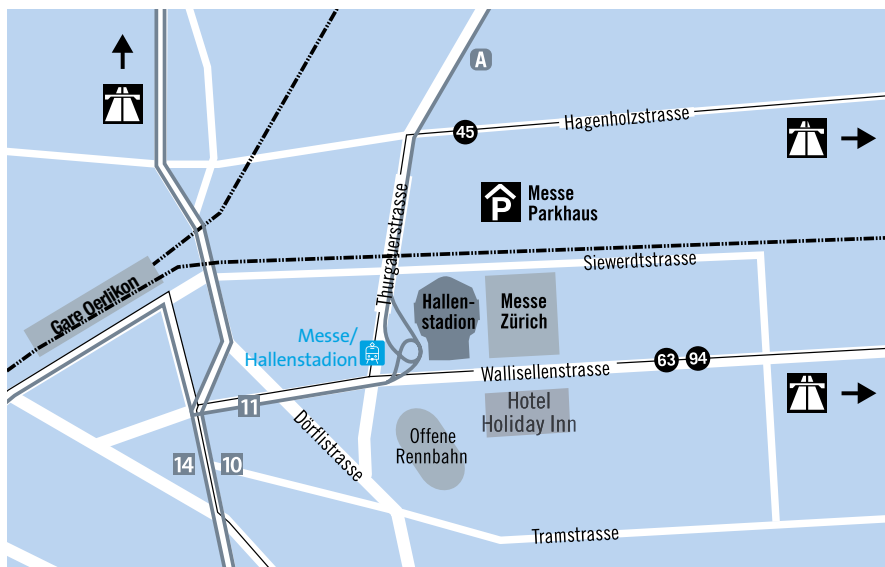 A
45
Hagenholzstrasse
P
Messe
Parkhaus
Thurgauerstrasse
Siewerdtstrasse
Gare Oerlikon
Hallen-
stadion
Messe
Zürich
Messe/
Hallenstadion
63
94
Wallisellenstrasse
11
Hotel
Holiday Inn
Dörflistrasse
Offene
Rennbahn
14
10
Tramstrasse